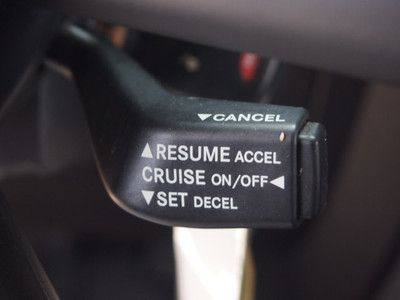 ▼CANCEL
▲RESUME ACCEL
CRUISE ON/OFF◀
▼SET DECEL